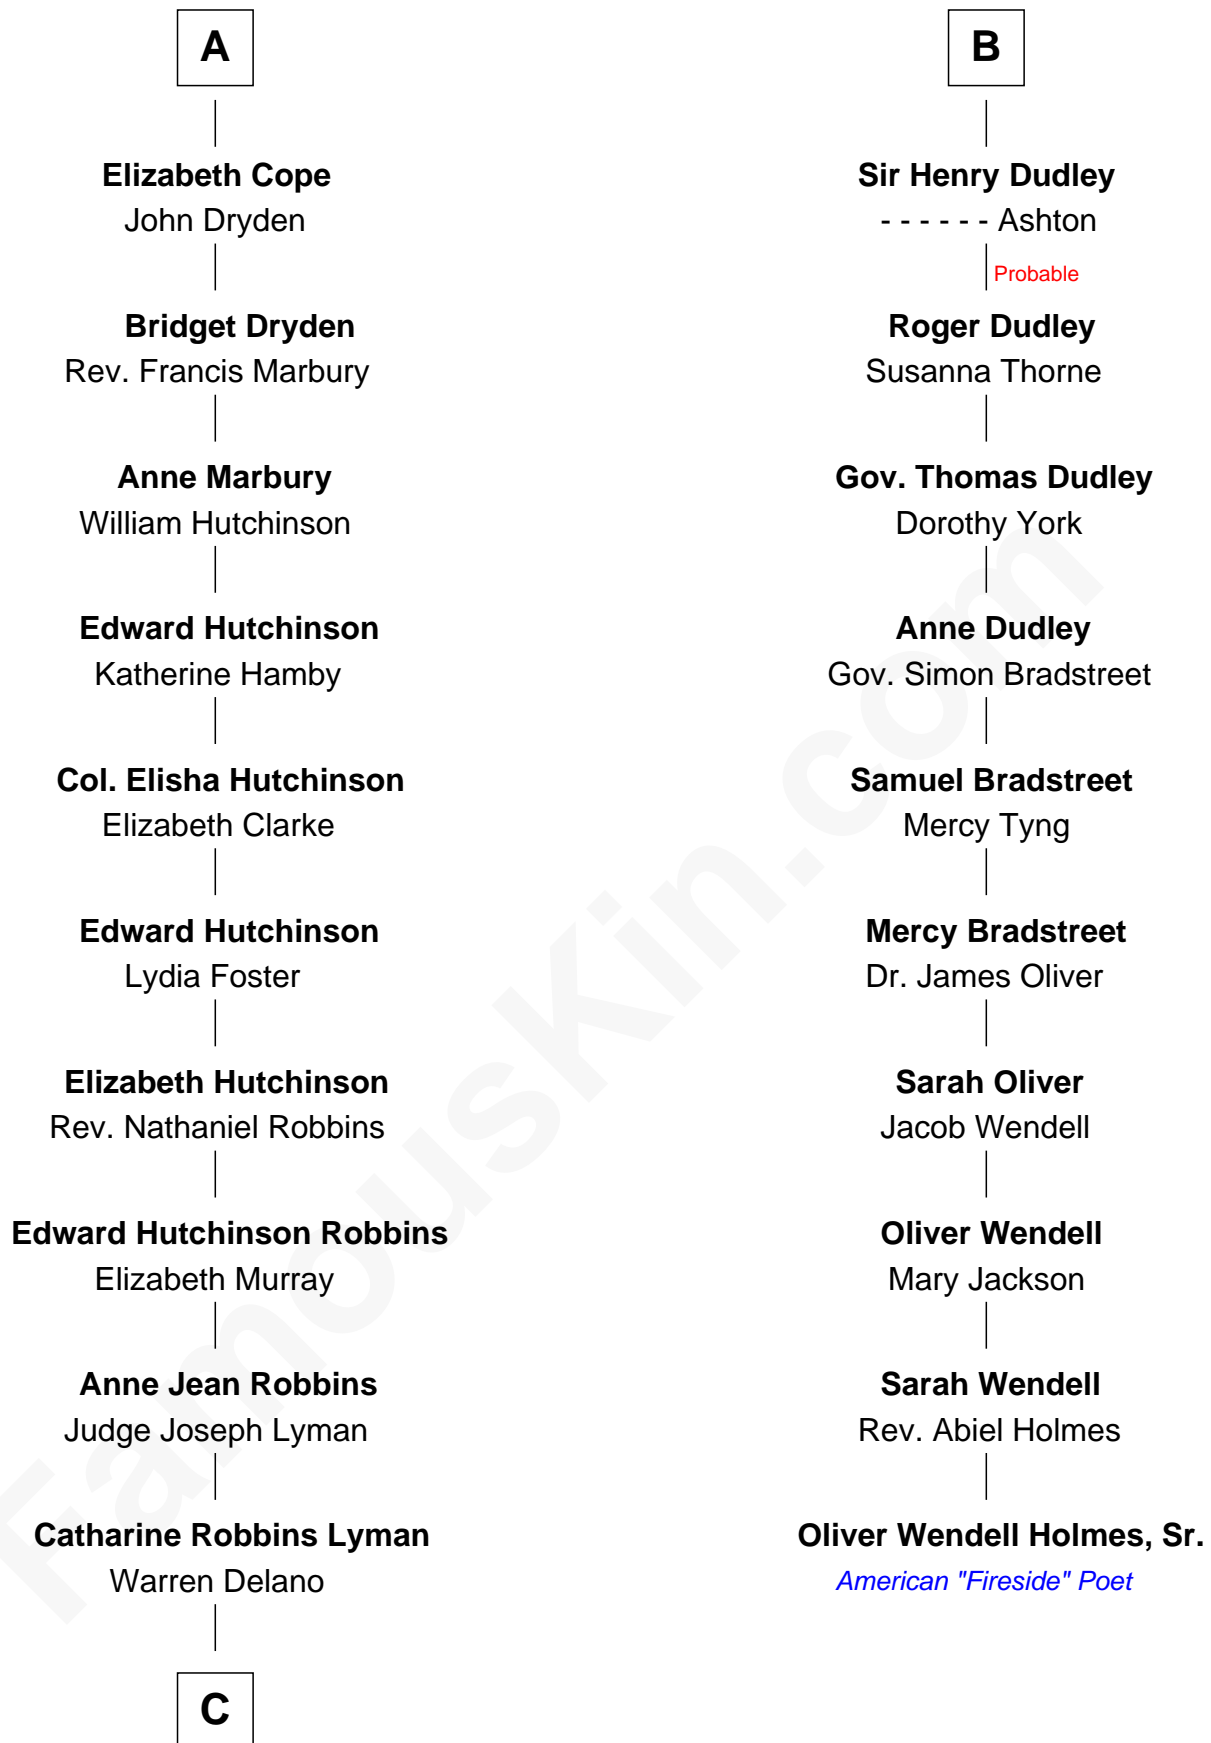 A
Elizabeth Cope
John Dryden
Bridget Dryden
Rev. Francis Marbury
Anne Marbury
William Hutchinson
Edward Hutchinson
Katherine Hamby
Col. Elisha Hutchinson
Elizabeth Clarke
Edward Hutchinson
Lydia Foster
Elizabeth Hutchinson
Rev. Nathaniel Robbins
Edward Hutchinson Robbins
Elizabeth Murray
Anne Jean Robbins
Judge Joseph Lyman
Catharine Robbins Lyman
Warren Delano
C
B
Sir Henry Dudley
- - - - - - Ashton
Probable
Roger Dudley
Susanna Thorne
Gov. Thomas Dudley
Dorothy York
Anne Dudley
Gov. Simon Bradstreet
Samuel Bradstreet
Mercy Tyng
Mercy Bradstreet
Dr. James Oliver
Sarah Oliver
Jacob Wendell
Oliver Wendell
Mary Jackson
Sarah Wendell
Rev. Abiel Holmes
Oliver Wendell Holmes, Sr.
American "Fireside" Poet
FamousKin.com